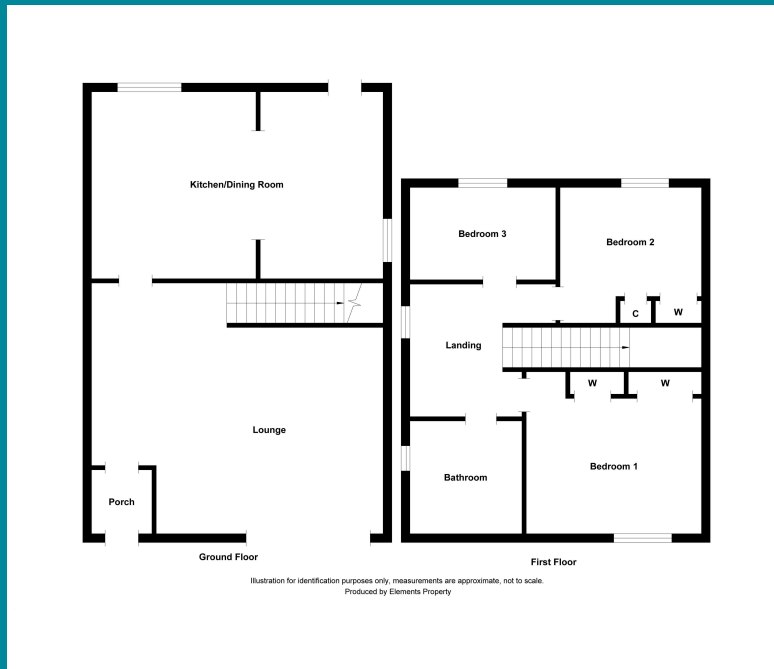 Kitchen/Dining Room
Lounge
Porch
Ground Floor
Bedroom 3
Bedroom 2
C
W
Landing
W
W
Bedroom 1
Bathroom
First Floor
Illustration for identification purposes only, measurements are approximate, not to scale.
Produced by Elements Property